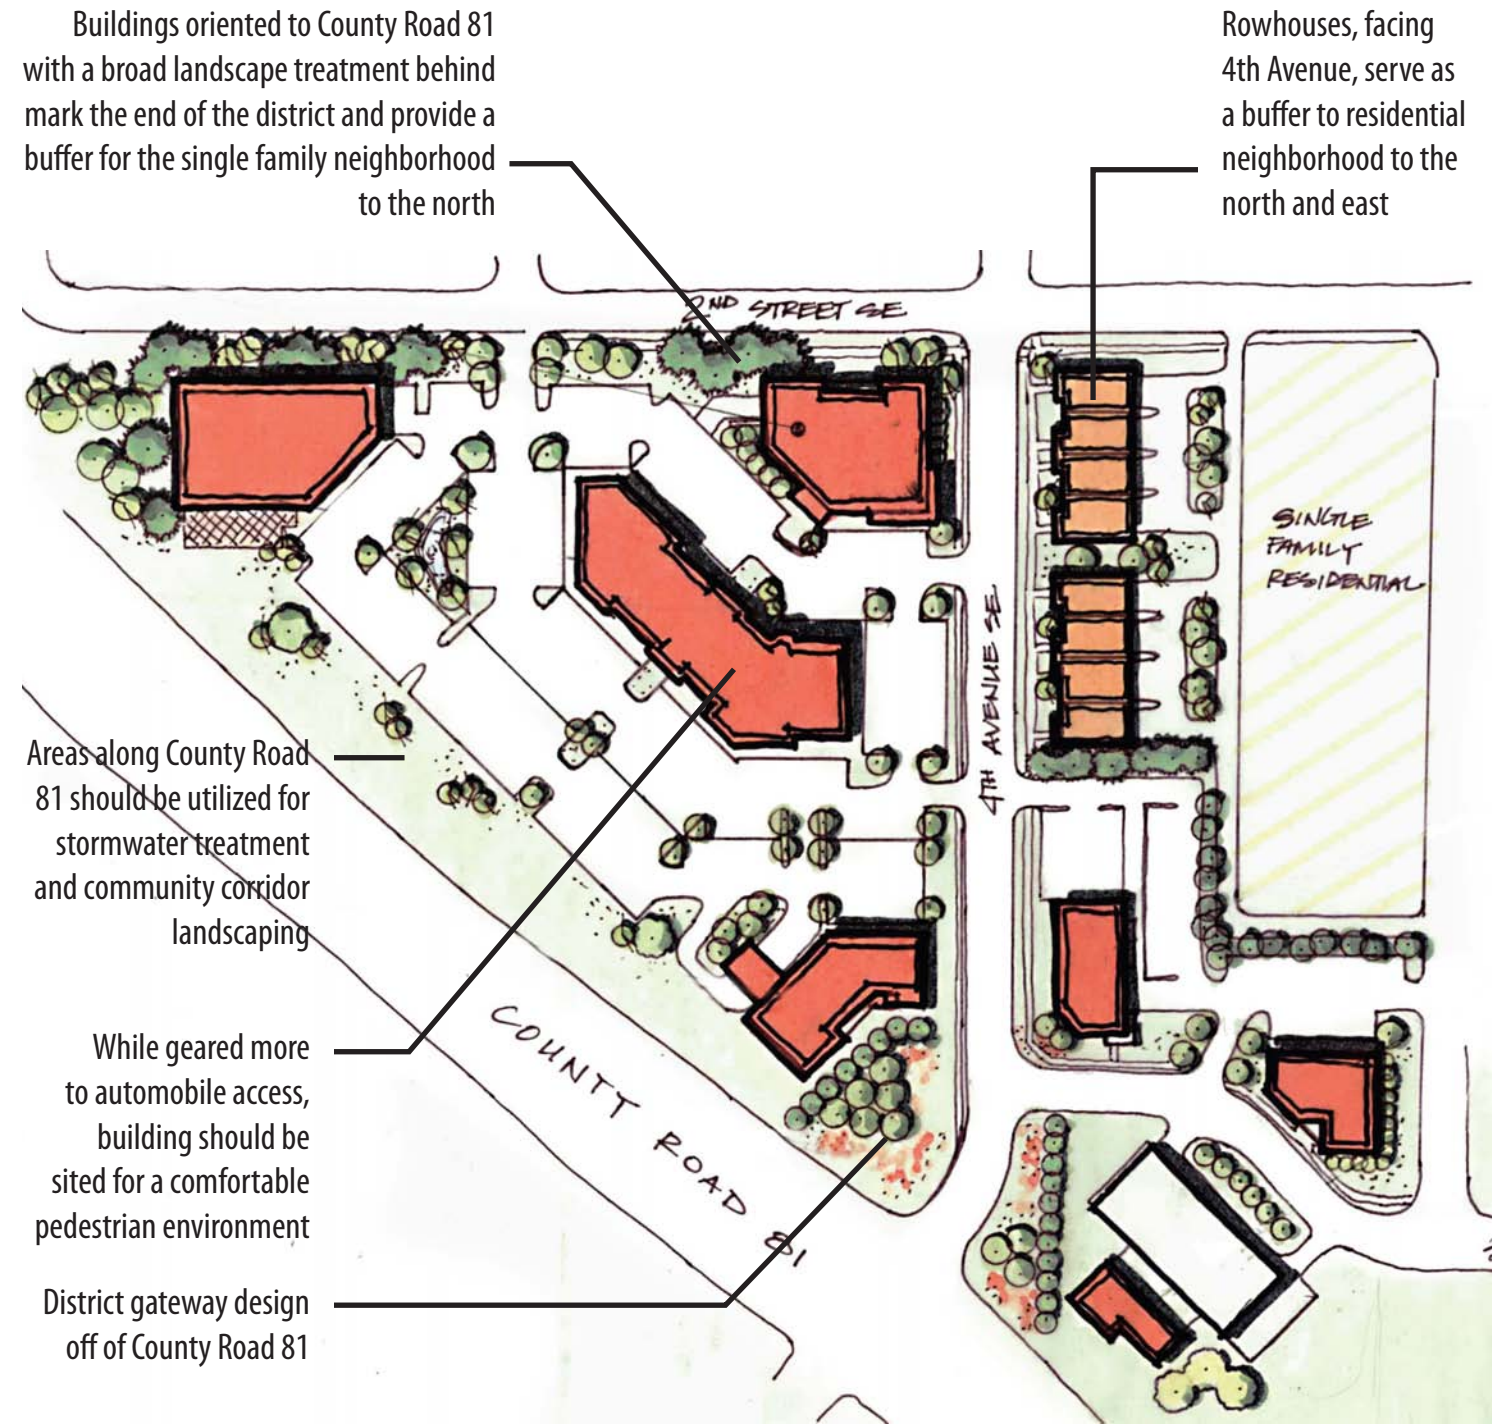 Buildings oriented to County Road 81
with a broad landscape treatment behind
mark the end of the district and provide a
buffer for the single family neighborhood
to the north
Rowhouses, facing
4th Avenue, serve as
a buffer to residential
neighborhood to the
north and east
2ND STREET SE
SINGLE
FAMILY
RESIDENTIAL
4TH AVENUE SE
Areas along County Road
81 should be utilized for
stormwater treatment
and community corridor
landscaping
While geared more
to automobile access,
building should be
sited for a comfortable
pedestrian environment
COUNTY ROAD 81
District gateway design
off of County Road 81